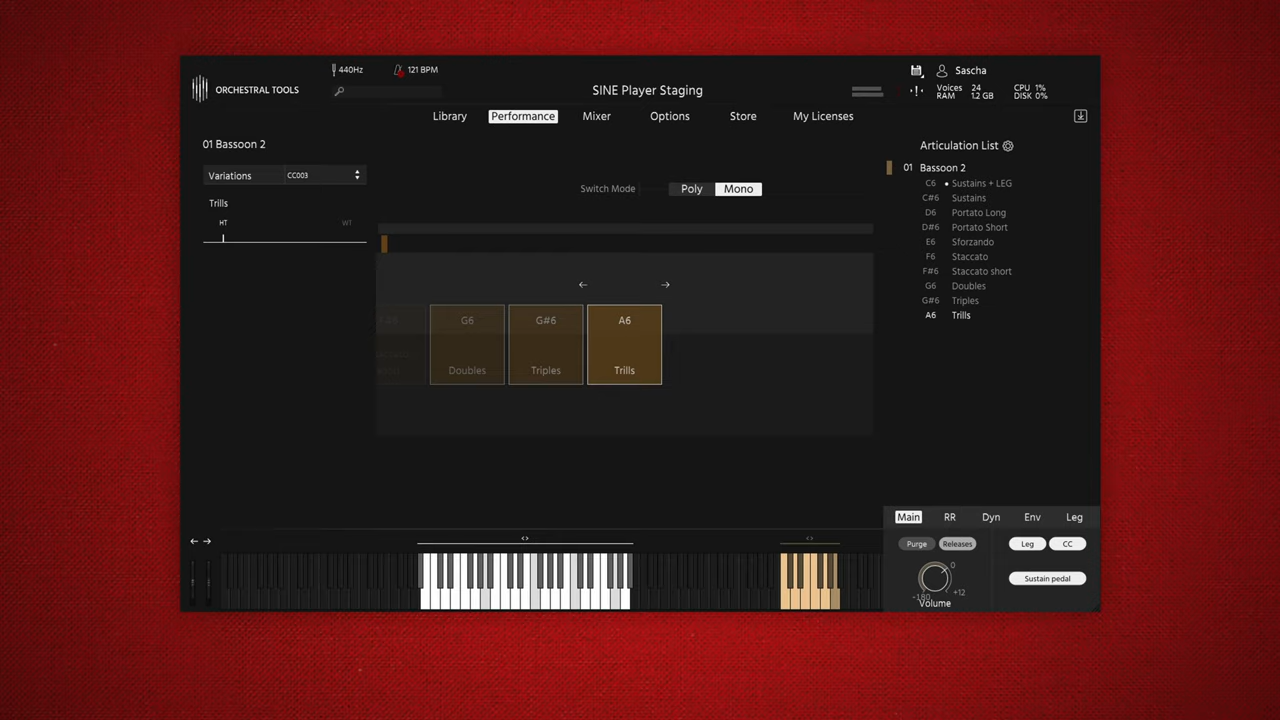 ORCHESTRAL TOOLS
440Hz
121 BPM
SINE Player Staging
Sascha
Voices 24
RAM 1.2 GB
CPU 1%
DISK 0%
Library
Performance
Mixer
Options
Store
My Licenses
01 Bassoon 2
Variations CC003
Trills
HT WT
Switch Mode Poly Mono
G6
Doubles
G#6
Triples
A6
Trills
Articulation List
01 Bassoon 2
C6 Sustains + LEG
C#6 Sustains
D6 Portato Long
D#6 Portato Short
E6 Sforzando
F6 Staccato
F#6 Staccato short
G6 Doubles
G#6 Triples
A6 Trills
Main RR Dyn Env Leg
Purge Releases
Leg CC
Sustain pedal
0
-180 +12
Volume